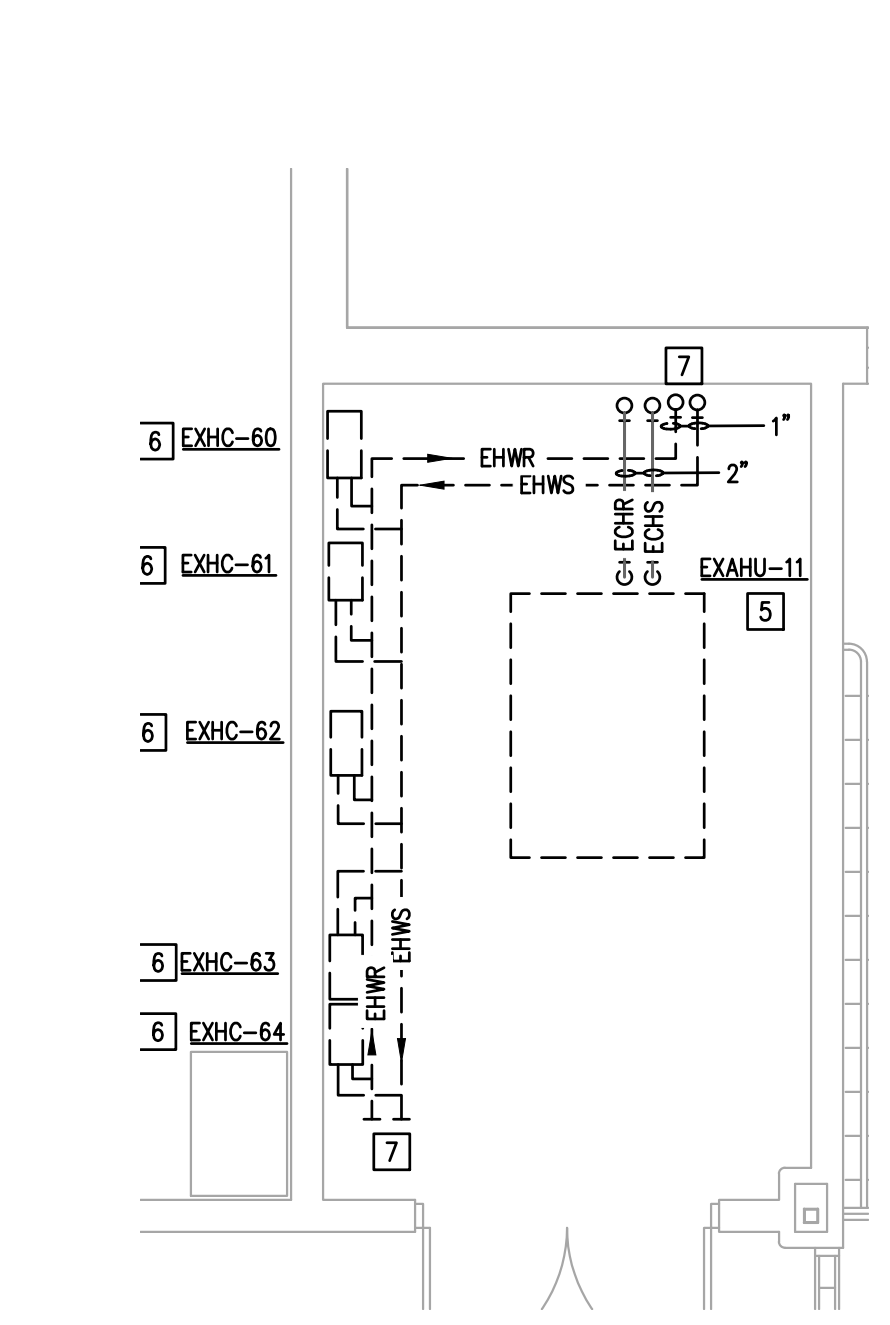 7
1”
6 EXHC-60
EHWR
2”
EHWS
ECHR
ECHS
6 EXHC-61
EXAHU-11
5
6 EXHC-62
EHWS
6 EXHC-63
EHWR
6 EXHC-64
7